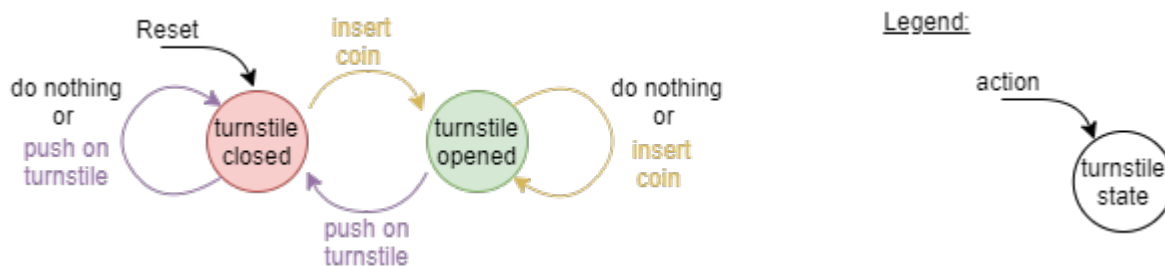 Reset
insert
coin
do nothing
or
push on
turnstile
turnstile
closed
turnstile
opened
do nothing
or
insert
coin
push on
turnstile
Legend:
action
turnstile
state